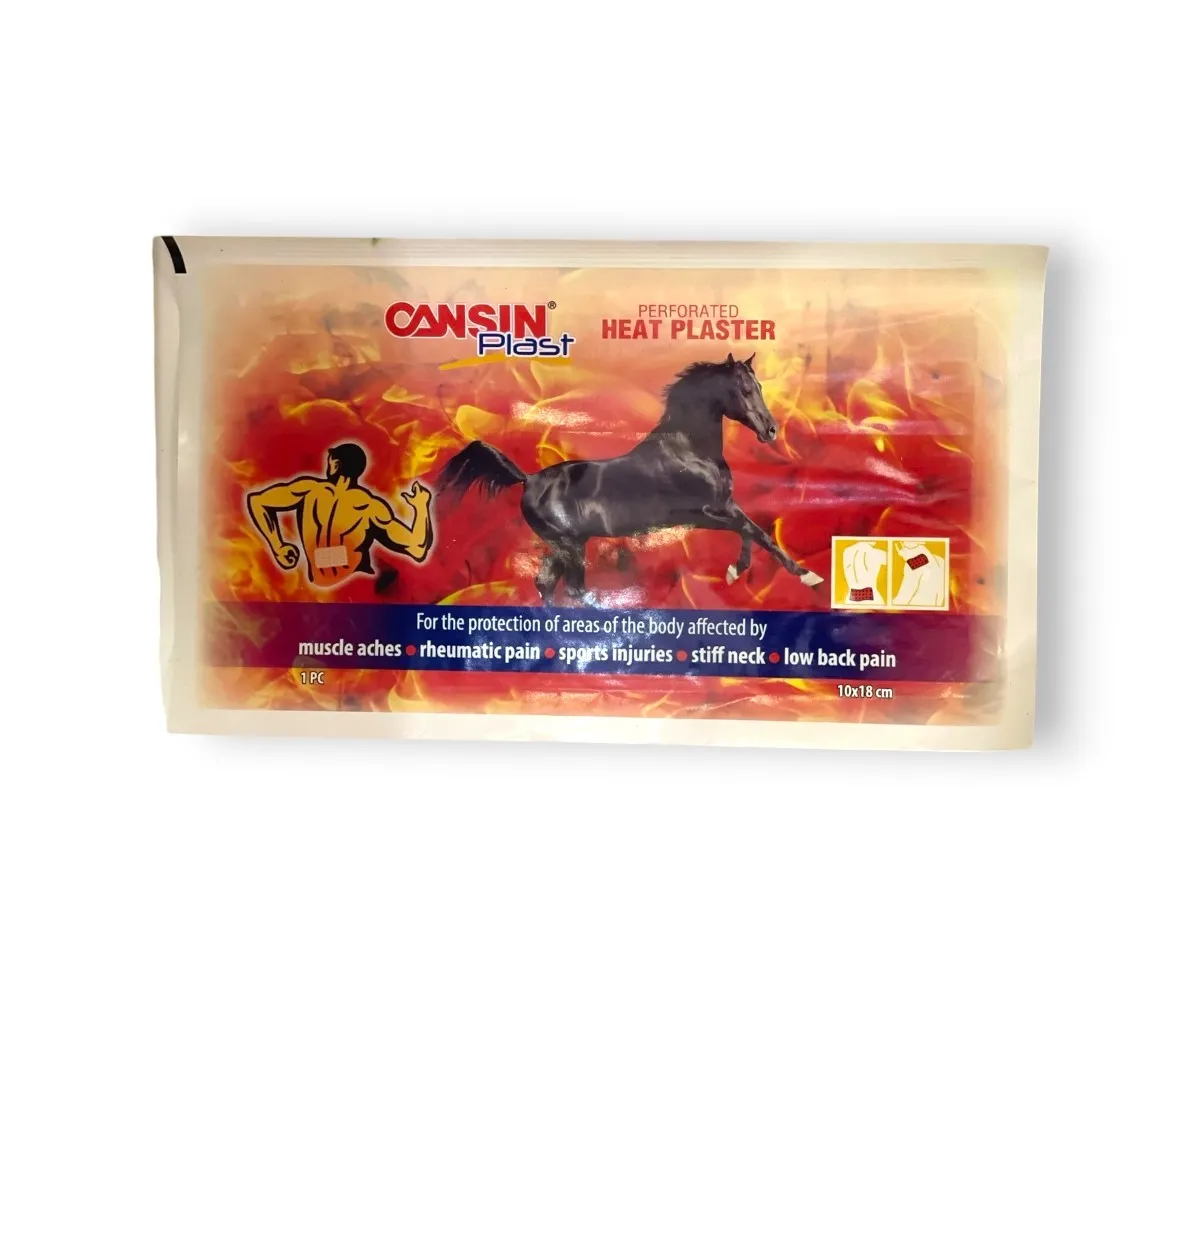 CANSIN®
Plast
PERFORATED
HEAT PLASTER
For the protection of areas of the body affected by
muscle aches • rheumatic pain • sports injuries • stiff neck • low back pain
1 PC
10x18 cm